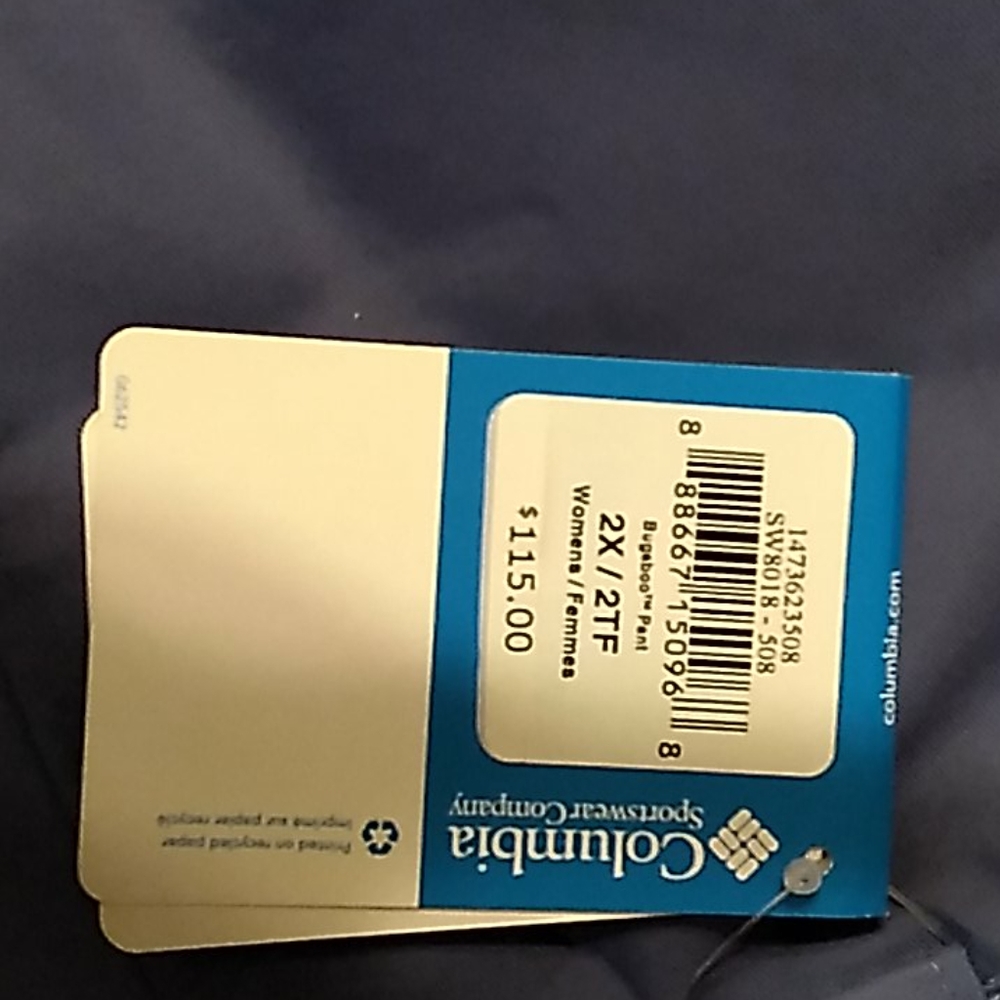 columbia.com
1473623508
SW8018 - 508
8 88667 15096 8
Bugaboo™ Pant
2X / 2TF
Womens / Femmes
$115.00
Columbia
Sportswear Company
Printed on recycled paper
Imprimé sur papier recyclé